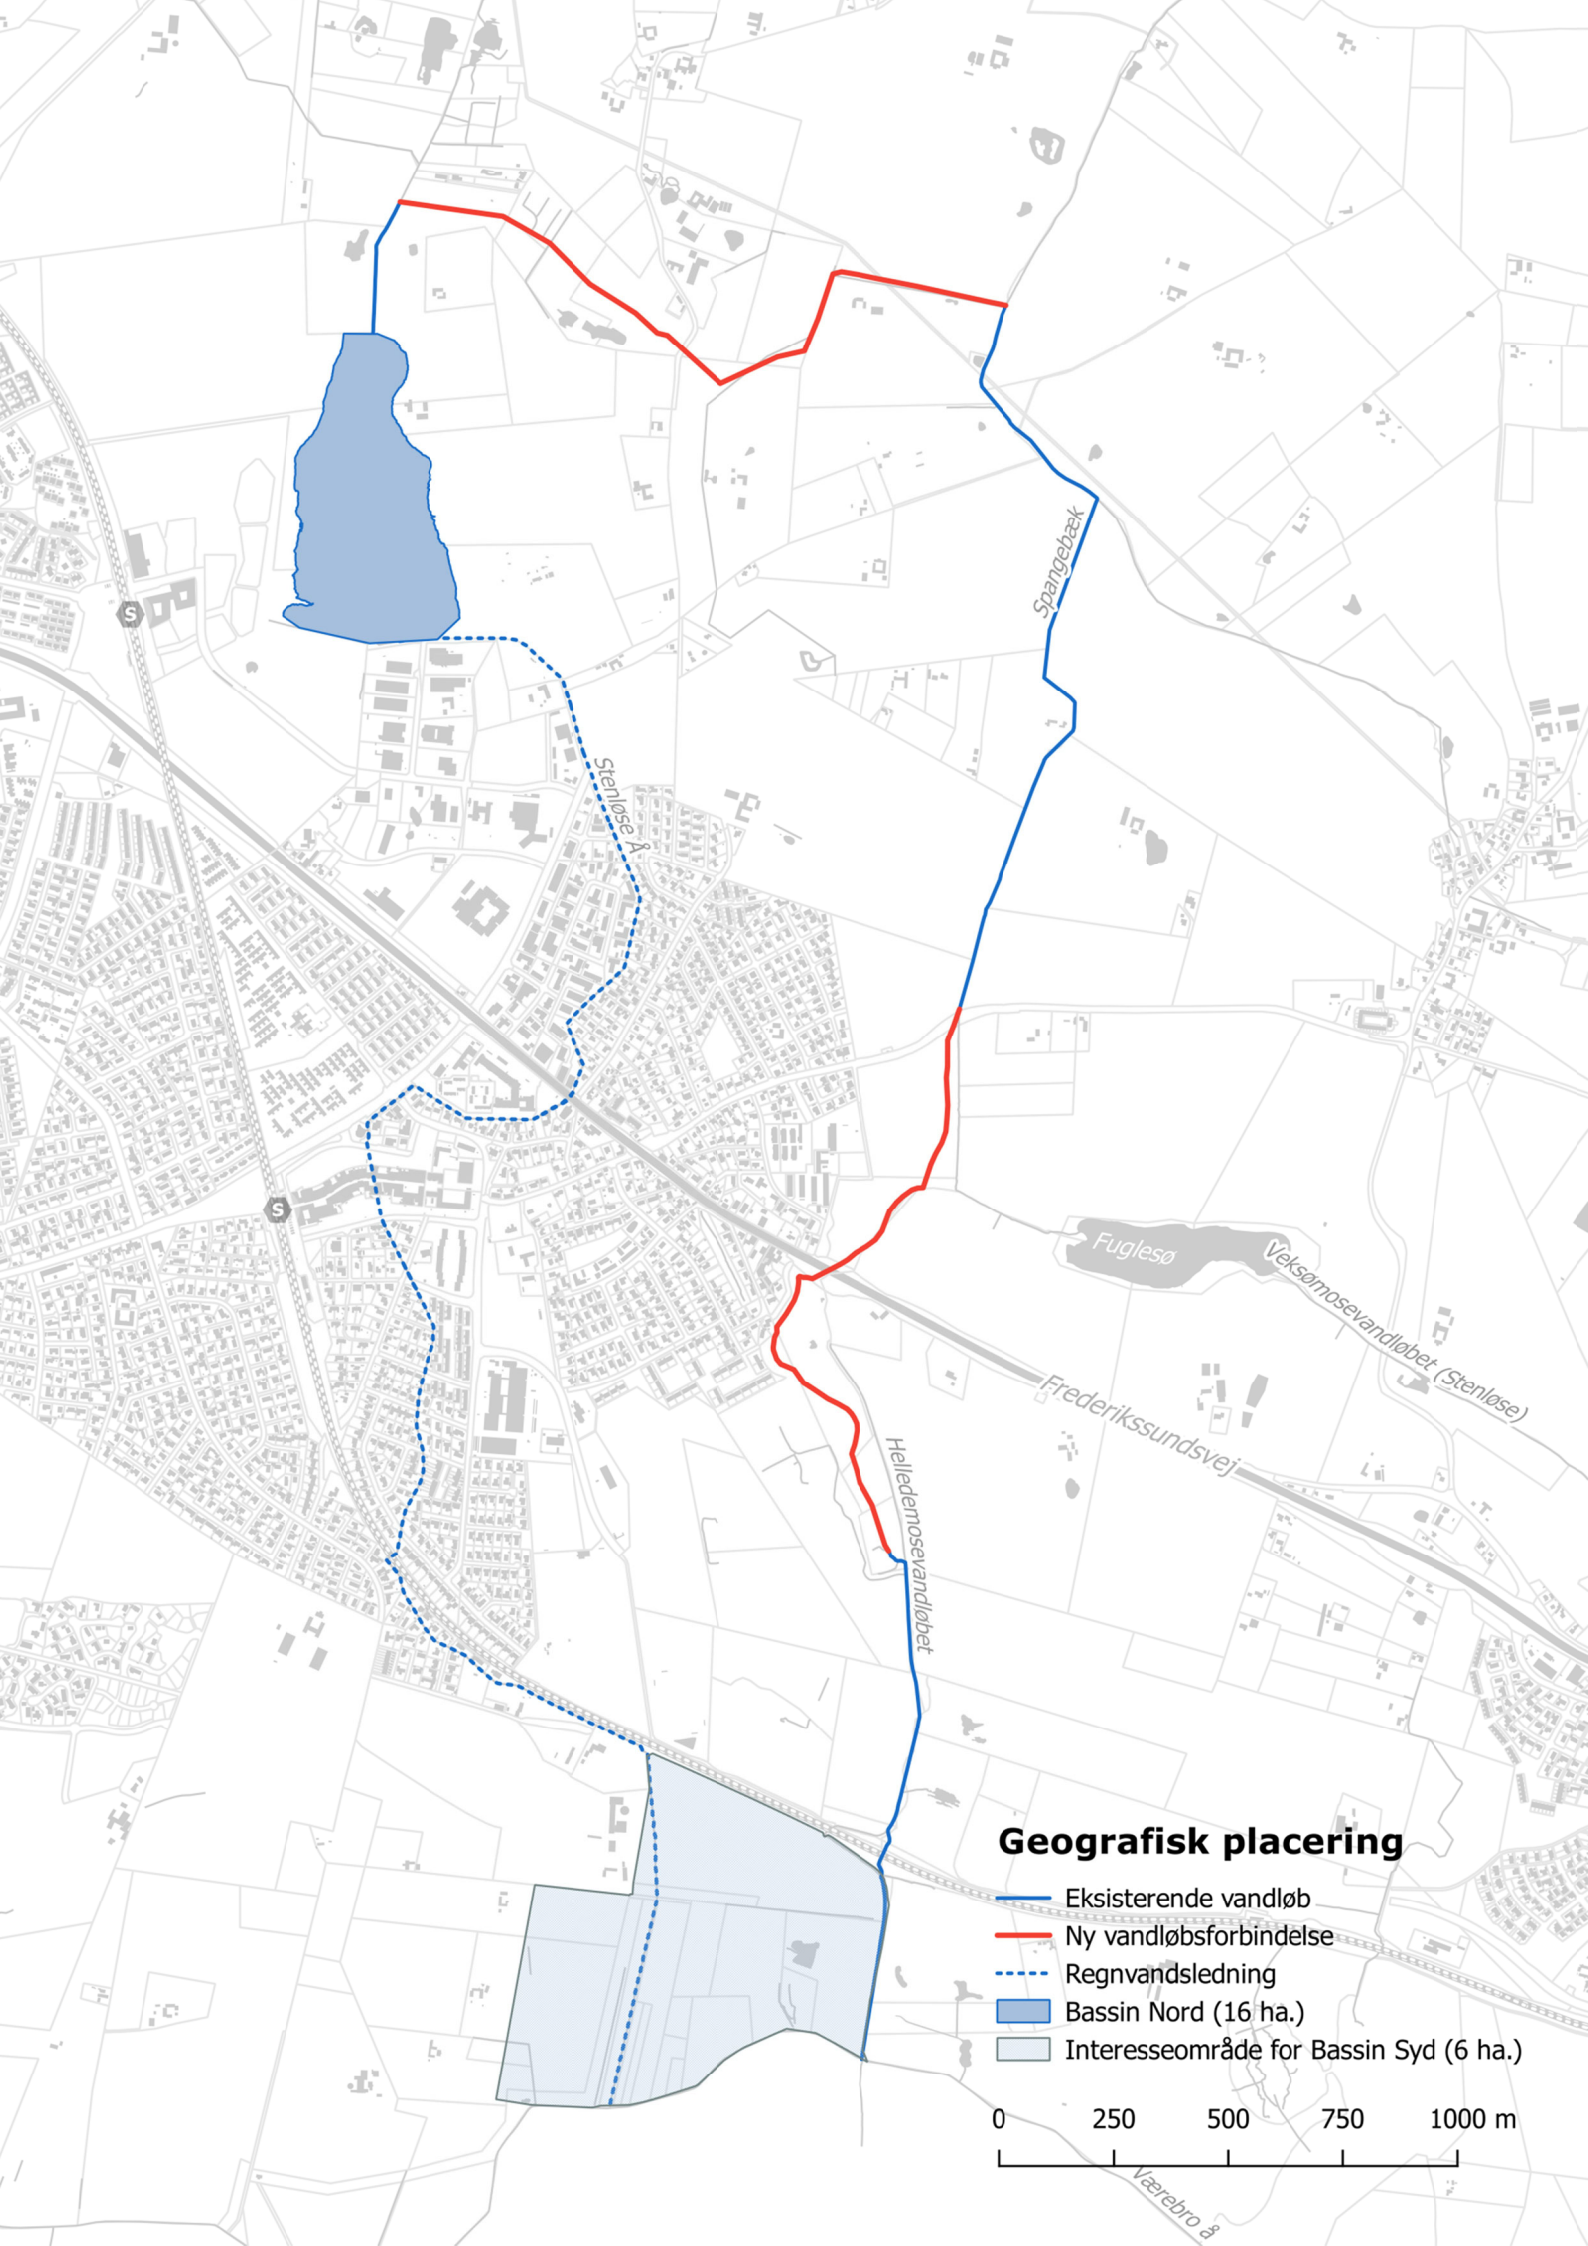 S
Spangebæk
Stenløse Å
S
Fuglesø
Veksømosevandløbet (Stenløse)
Frederikssundsvej
Helledemosevandløbet
Geografisk placering
Eksisterende vandløb
Ny vandløbsforbindelse
Regnvandsledning
Bassin Nord (16 ha.)
Interesseområde for Bassin Syd (6 ha.)
0 250 500 750 1000 m
Værebro å